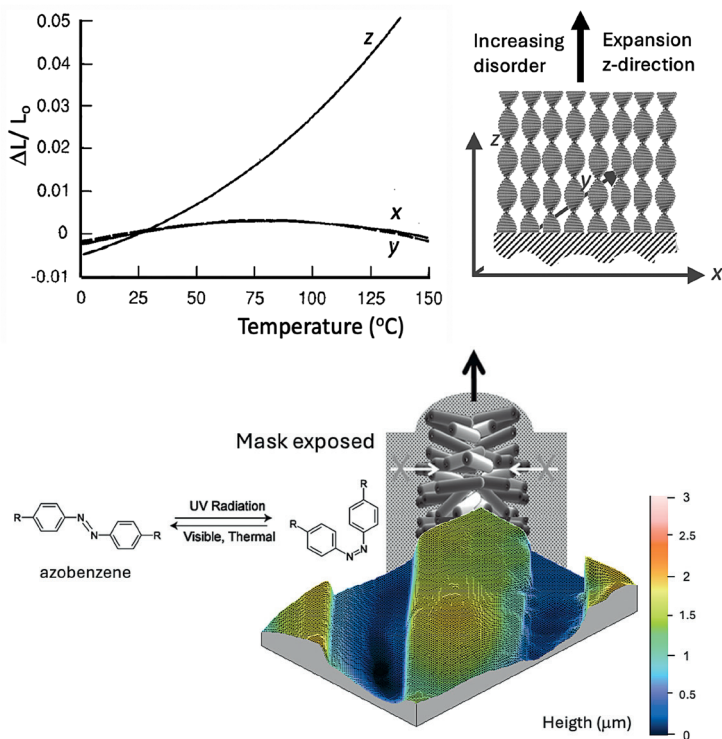 0.05
0.04
0.03
0.02
0.01
0
-0.01
ΔL/ Lo
z
x
y
0
25
50
75
100
125
150
Temperature (ºC)
Increasing
disorder
Expansion
z-direction
z
y
x
Mask exposed
R
N
N
R
azobenzene
UV Radiation
Visible, Thermal
R
R
N=N
X
X
3
2.5
2
1.5
1
0.5
0
Heigth (μm)